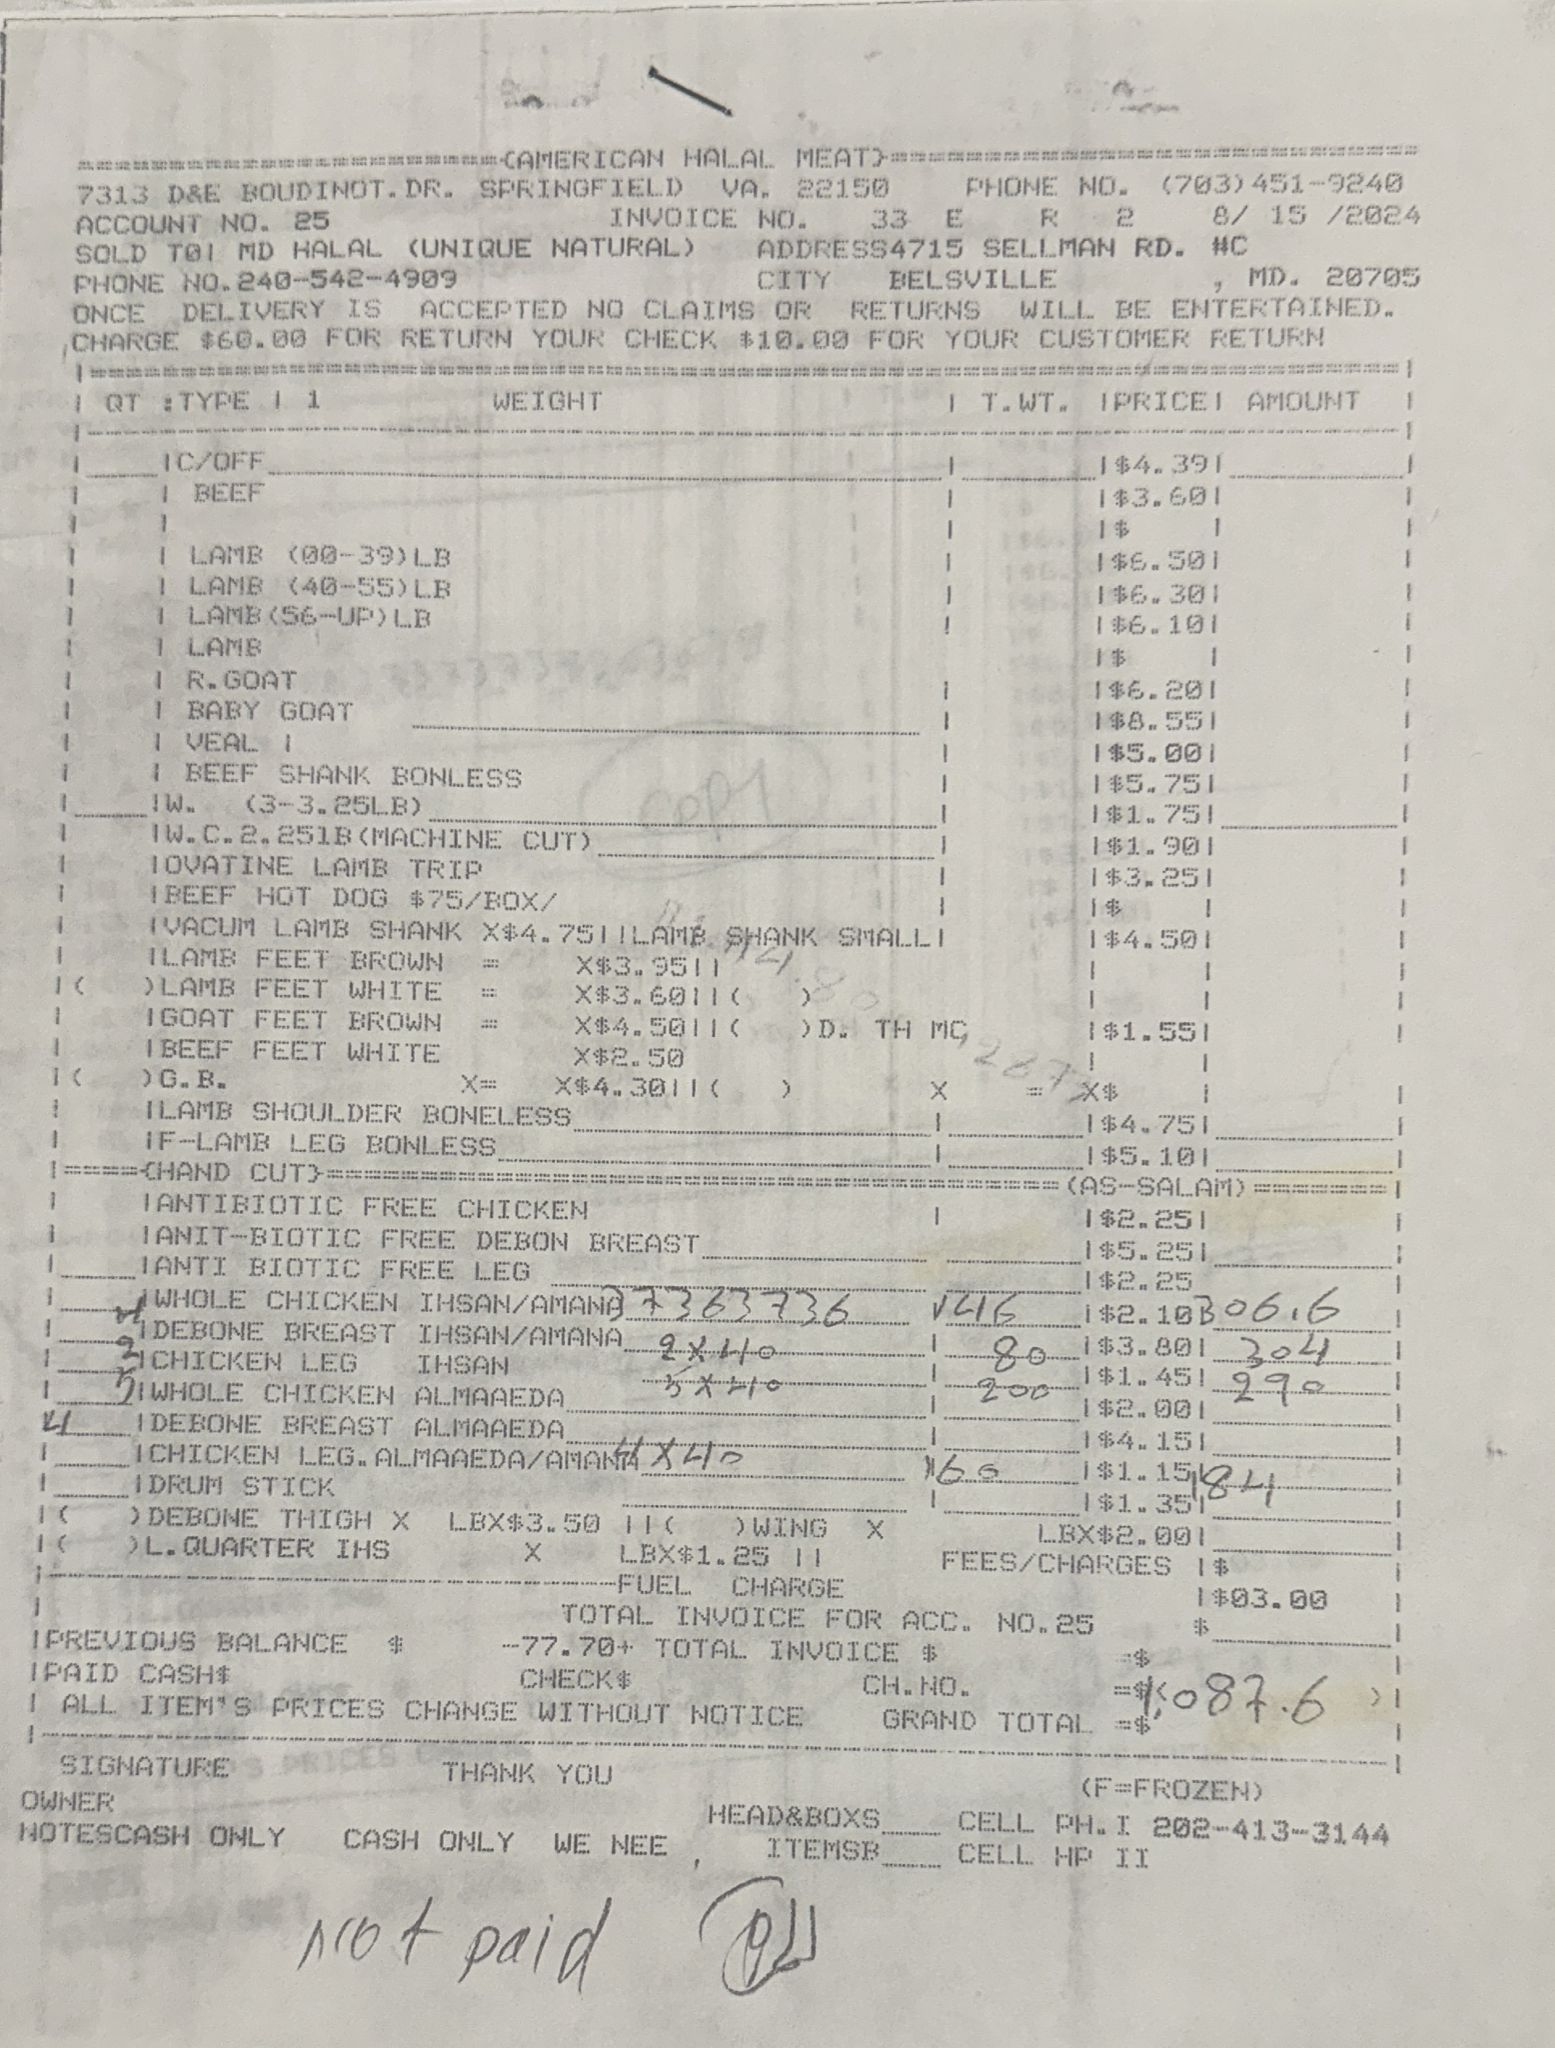 =======================(AMERICAN HALAL MEAT)=============================
7313 D&E BOUDINOT.DR. SPRINGFIELD VA. 22150 PHONE NO. (703)451-9240
ACCOUNT NO. 25 INVOICE NO. 33 E R 2 8/ 15 /2024
SOLD TO| MD HALAL (UNIQUE NATURAL) ADDRESS4715 SELLMAN RD. #C
PHONE NO.240-542-4909 CITY BELSVILLE , MD. 20705
ONCE DELIVERY IS ACCEPTED NO CLAIMS OR RETURNS WILL BE ENTERTAINED.
CHARGE $60.00 FOR RETURN YOUR CHECK $10.00 FOR YOUR CUSTOMER RETURN
| QT :TYPE | 1 WEIGHT | T.WT. |PRICE| AMOUNT |
|C/OFF | |$4.39|
| BEEF | |$3.60|
| |$ |
| LAMB (00-39)LB |$6.50|
| LAMB (40-55)LB |$6.30|
| LAMB(56-UP)LB |$6.10|
| LAMB |$ |
| R.GOAT |$6.20|
| BABY GOAT |$8.55|
| VEAL | |$5.00|
| BEEF SHANK BONLESS |$5.75|
|W. (3-3.25LB) |$1.75|
copy
|W.C.2.251B(MACHINE CUT) |$1.90|
|OVATINE LAMB TRIP |$3.25|
|BEEF HOT DOG $75/BOX/ |$ |
|VACUM LAMB SHANK X$4.75||LAMB SHANK SMALL| |$4.50|
|LAMB FEET BROWN = X$3.95||
|( )LAMB FEET WHITE = X$3.60||( )
|GOAT FEET BROWN = X$4.50||( )D. TH MC |$1.55|
|BEEF FEET WHITE X$2.50
|( )G.B. X= X$4.30||( ) X = X$
|LAMB SHOULDER BONELESS |$4.75|
|F-LAMB LEG BONLESS |$5.10|
|=====(HAND CUT)========================================(AS-SALAM)=======|
|ANTIBIOTIC FREE CHICKEN |$2.25|
|ANIT-BIOTIC FREE DEBON BREAST |$5.25|
|ANTI BIOTIC FREE LEG |$2.25
4 |WHOLE CHICKEN IHSAN/AMANA 37363736 146 |$2.10 306.6
2 |DEBONE BREAST IHSAN/AMANA 2X40 80 |$3.80| 304
5 |CHICKEN LEG IHSAN 5X40 200 |$1.45| 290
|WHOLE CHICKEN ALMAAEDA |$2.00|
4 |DEBONE BREAST ALMAAEDA |$4.15|
|CHICKEN LEG.ALMAAEDA/AMANA 4X40 160 |$1.15| 184
|DRUM STICK |$1.35|
|( )DEBONE THIGH X LBX$3.50 ||( )WING X LBX$2.00|
|( )L.QUARTER IHS X LBX$1.25 || FEES/CHARGES |$
FUEL CHARGE |$03.00
TOTAL INVOICE FOR ACC. NO.25 $
|PREVIOUS BALANCE $ -77.70+ TOTAL INVOICE $ =$
|PAID CASH$ CHECK$ CH.NO. =$( )|
| ALL ITEM'S PRICES CHANGE WITHOUT NOTICE GRAND TOTAL =$ 1,087.6
SIGNATURE THANK YOU (F=FROZEN)
OWNER HEAD&BOXS____ CELL PH.I 202-413-3144
NOTESCASH ONLY CASH ONLY WE NEE , ITEMSB____ CELL HP II
Not paid